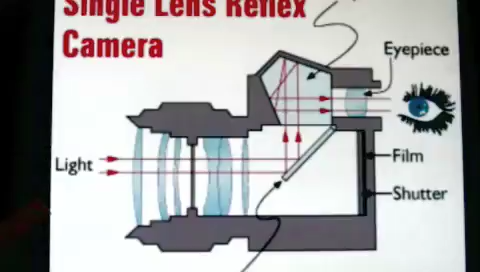 Single Lens Reflex
Camera
Eyepiece
Light
Film
Shutter